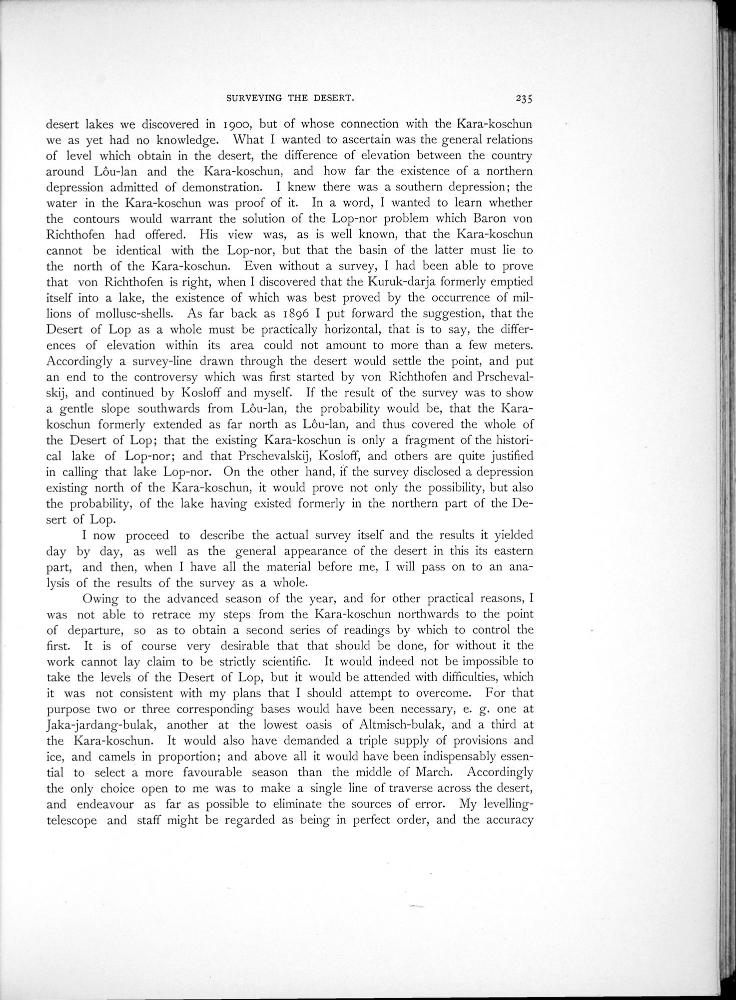 SURVEYING THE DESERT. 235
desert lakes we discovered in 1900, but of whose connection with the Kara-koschun
we as yet had no knowledge. What I wanted to ascertain was the general relations
of level which obtain in the desert, the difference of elevation between the country
around Lôu-lan and the Kara-koschun, and how far the existence of a northern
depression admitted of demonstration. I knew there was a southern depression; the
water in the Kara-koschun was proof of it. In a word, I wanted to learn whether
the contours would warrant the solution of the Lop-nor problem which Baron von
Richthofen had offered. His view was, as is well known, that the Kara-koschun
cannot be identical with the Lop-nor, but that the basin of the latter must lie to
the north of the Kara-koschun. Even without a survey, I had been able to prove
that von Richthofen is right, when I discovered that the Kuruk-darja formerly emptied
itself into a lake, the existence of which was best proved by the occurrence of mil-
lions of mollusc-shells. As far back as 1896 I put forward the suggestion, that the
Desert of Lop as a whole must be practically horizontal, that is to say, the differ-
ences of elevation within its area could not amount to more than a few meters.
Accordingly a survey-line drawn through the desert would settle the point, and put
an end to the controversy which was first started by von Richthofen and Prscheval-
skij, and continued by Kosloff and myself. If the result of the survey was to show
a gentle slope southwards from Lôu-lan, the probability would be, that the Kara-
koschun formerly extended as far north as Lôu-lan, and thus covered the whole of
the Desert of Lop; that the existing Kara-koschun is only a fragment of the histori-
cal lake of Lop-nor; and that Prschevalskij, Kosloff, and others are quite justified
in calling that lake Lop-nor. On the other hand, if the survey disclosed a depression
existing north of the Kara-koschun, it would prove not only the possibility, but also
the probability, of the lake having existed formerly in the northern part of the De-
sert of Lop.
I now proceed to describe the actual survey itself and the results it yielded
day by day, as well as the general appearance of the desert in this its eastern
part, and then, when I have all the material before me, I will pass on to an ana-
lysis of the results of the survey as a whole.
Owing to the advanced season of the year, and for other practical reasons, I
was not able to retrace my steps from the Kara-koschun northwards to the point
of departure, so as to obtain a second series of readings by which to control the
first. It is of course very desirable that that should be done, for without it the
work cannot lay claim to be strictly scientific. It would indeed not be impossible to
take the levels of the Desert of Lop, but it would be attended with difficulties, which
it was not consistent with my plans that I should attempt to overcome. For that
purpose two or three corresponding bases would have been necessary, e. g. one at
Jaka-jardang-bulak, another at the lowest oasis of Altmisch-bulak, and a third at
the Kara-koschun. It would also have demanded a triple supply of provisions and
ice, and camels in proportion; and above all it would have been indispensably essen-
tial to select a more favourable season than the middle of March. Accordingly
the only choice open to me was to make a single line of traverse across the desert,
and endeavour as far as possible to eliminate the sources of error. My levelling-
telescope and staff might be regarded as being in perfect order, and the accuracy